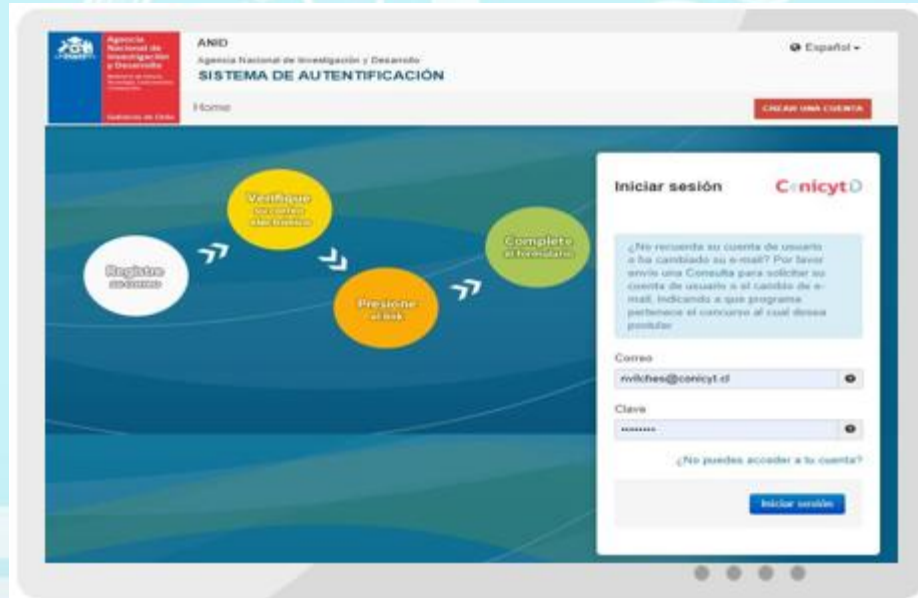 Agencia
Nacional de
Investigación
y Desarrollo
Gobierno de Chile
ANID
Agencia Nacional de Investigación y Desarrollo
SISTEMA DE AUTENTIFICACIÓN
Español
Home
CREAR UNA CUENTA
Registre
su correo
Verifique
su correo
electrónico
Presione
el link
Complete
el formulario
Iniciar sesión
Conicyt
¿No recuerda su cuenta de usuario
o ha cambiado su e-mail? Por favor
envíe una Consulta para solicitar su
cuenta de usuario o el cambio de e-
mail, indicando a que programa
pertenece el concurso al cual desea
postular
Correo
nvilches@conicyt.cl
Clave
¿No puedes acceder a tu cuenta?
Iniciar sesión